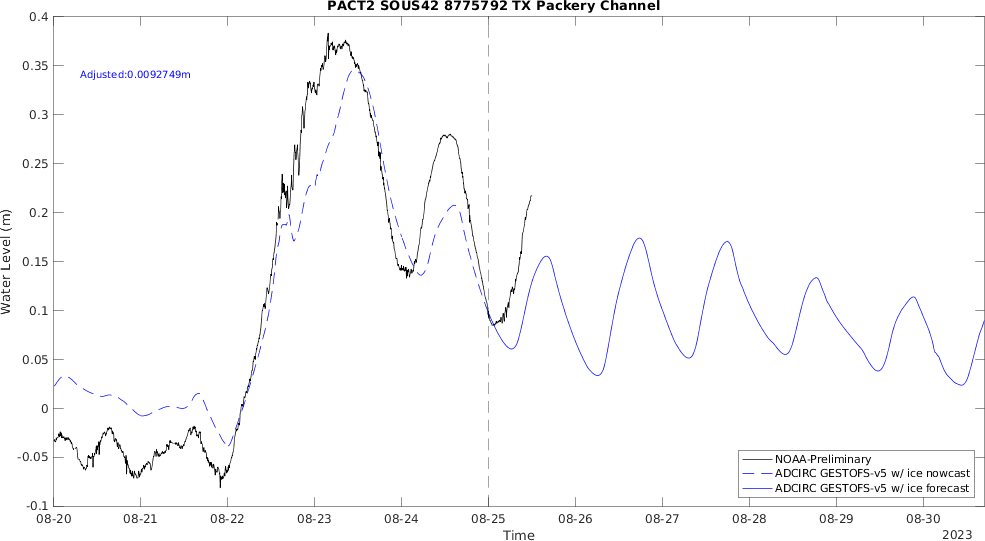 PACT2 SOUS42 8775792 TX Packery Channel
0.4
Adjusted:0.0092749m
0.35
0.3
0.25
0.2
0.15
0.1
0.05
0
-0.05
-0.1
Water Level (m)
NOAA-Preliminary
ADCIRC GESTOFS-v5 w/ ice nowcast
ADCIRC GESTOFS-v5 w/ ice forecast
08-20 08-21 08-22 08-23 08-24 08-25 08-26 08-27 08-28 08-29 08-30
Time
2023